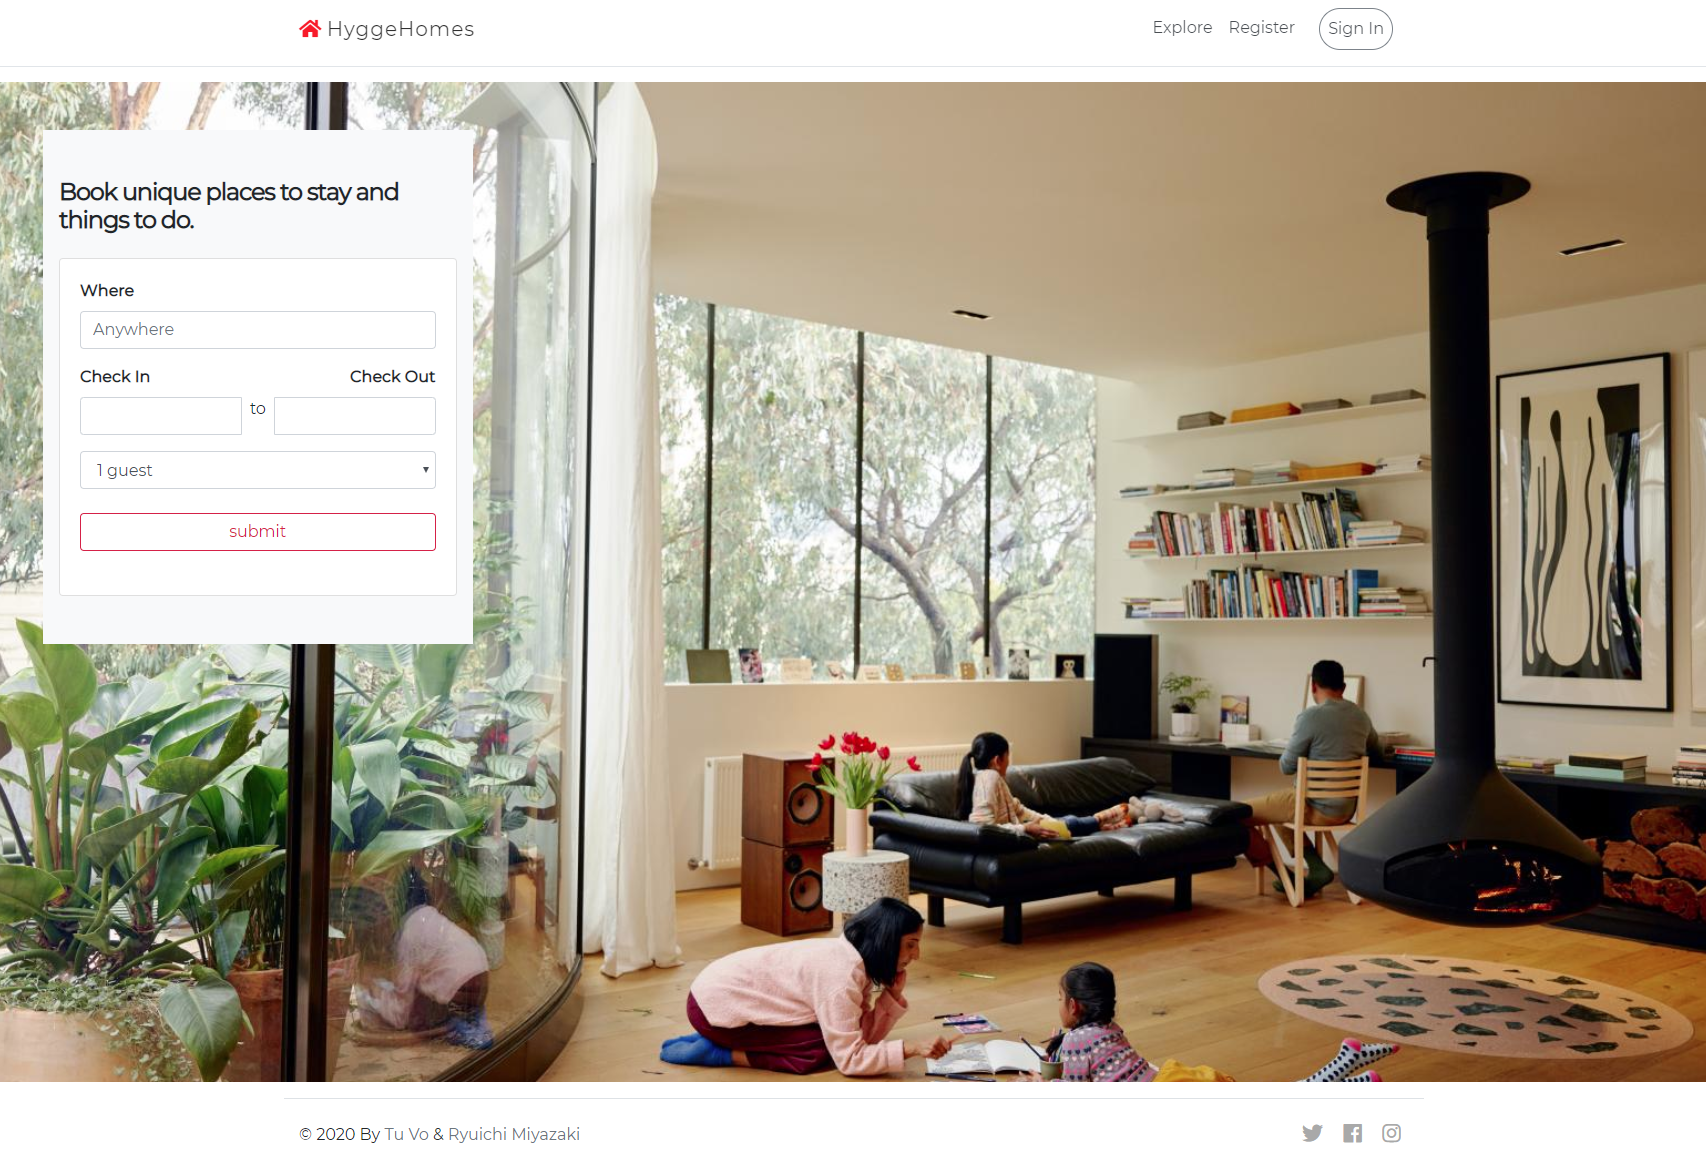 HyggeHomes
Explore
Register
Sign In
Book unique places to stay and
things to do.
Where
Anywhere
Check In
Check Out
to
1 guest
submit
© 2020 By Tu Vo & Ryuichi Miyazaki